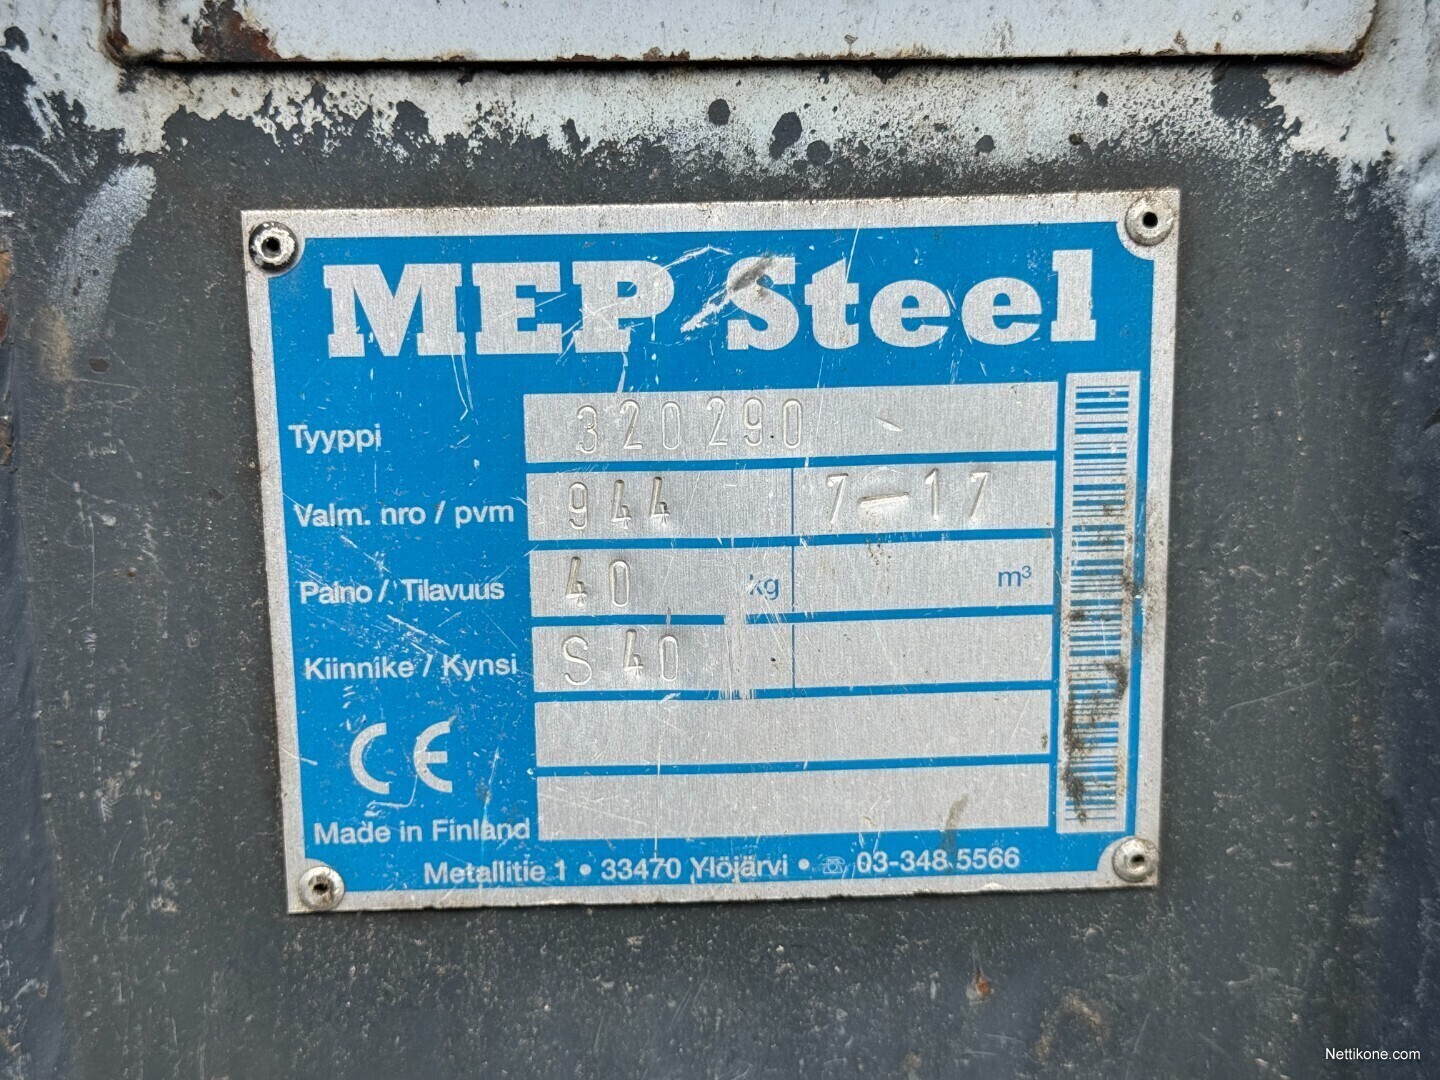 MEP Steel
Tyyppi 320290
Valm. nro / pvm 944 7-17
Paino / Tilavuus 40 kg m³
Kiinnike / Kynsi S 40
CE
Made in Finland
Metallitie 1 • 33470 Ylöjärvi • ☏ 03-348 5566
Nettikone.com